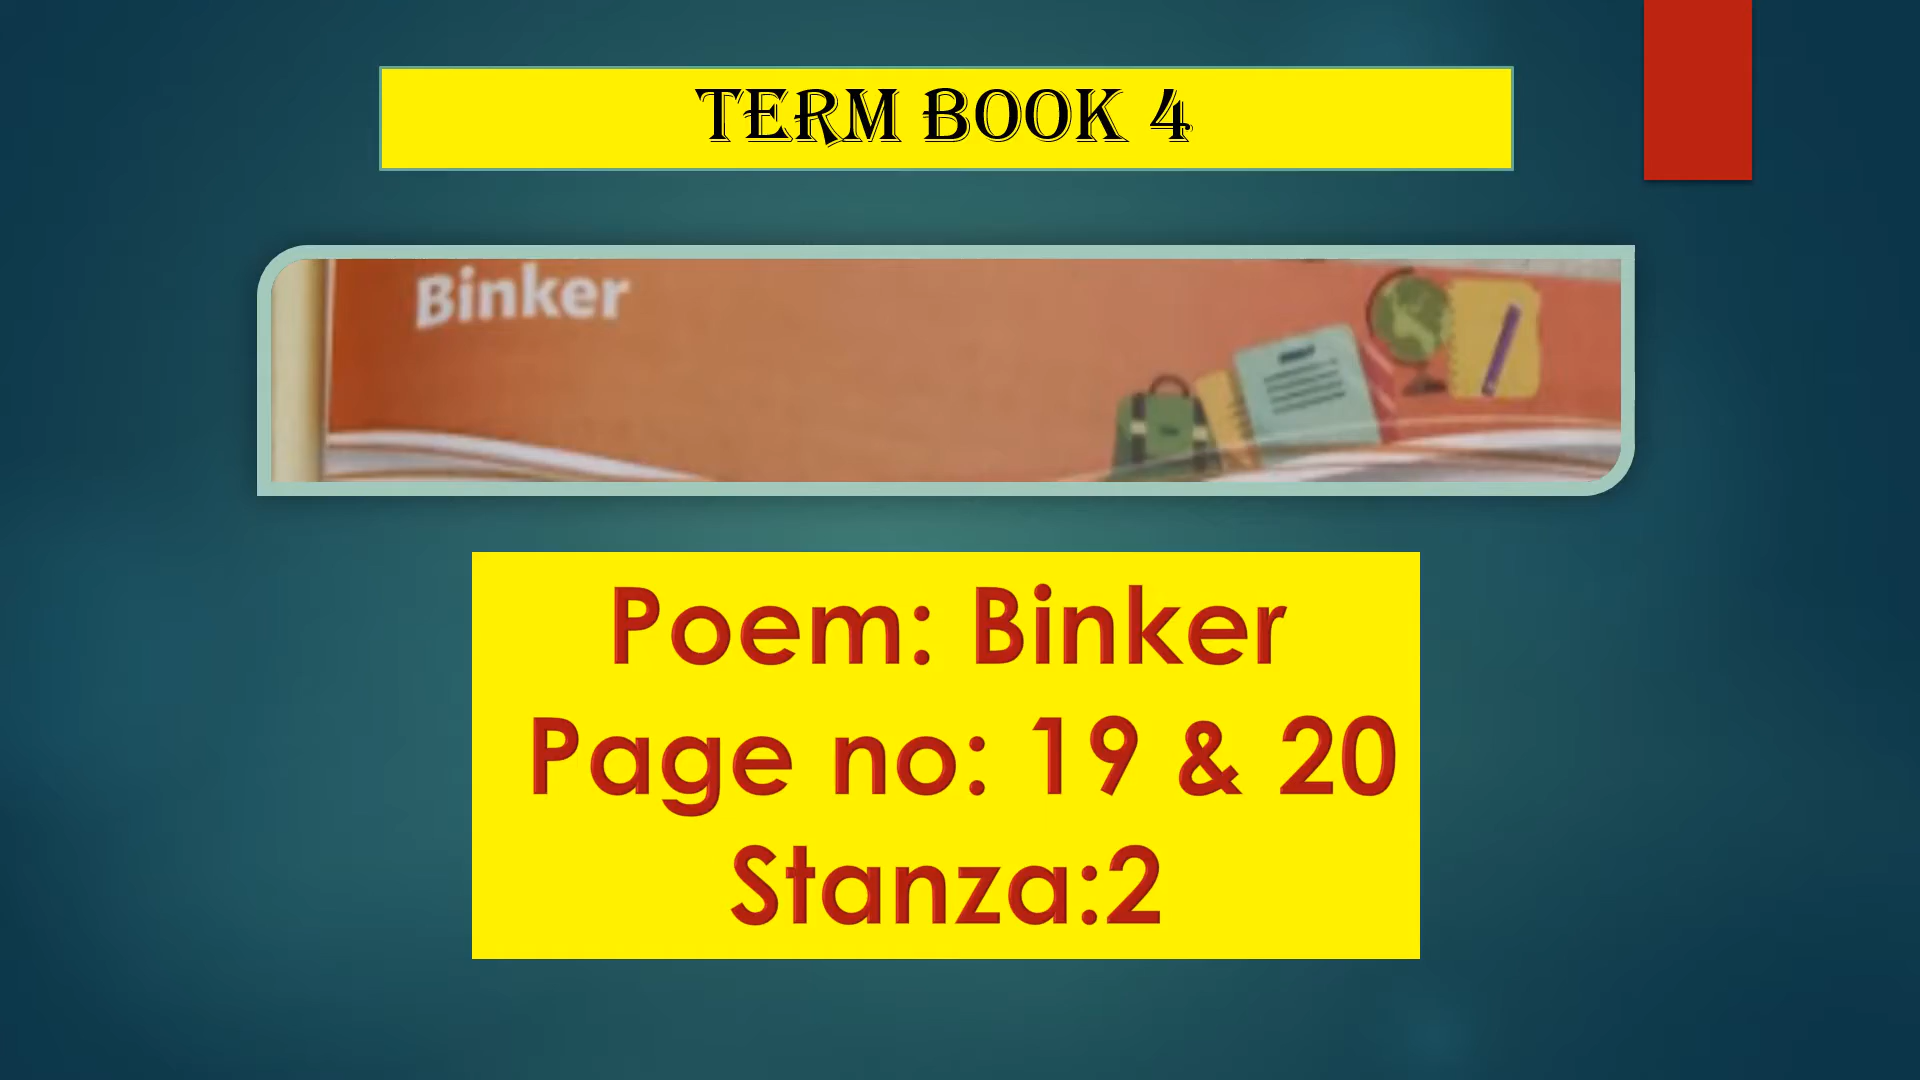 TERM BOOK 4
Binker
Poem: Binker
Page no: 19 & 20
Stanza:2